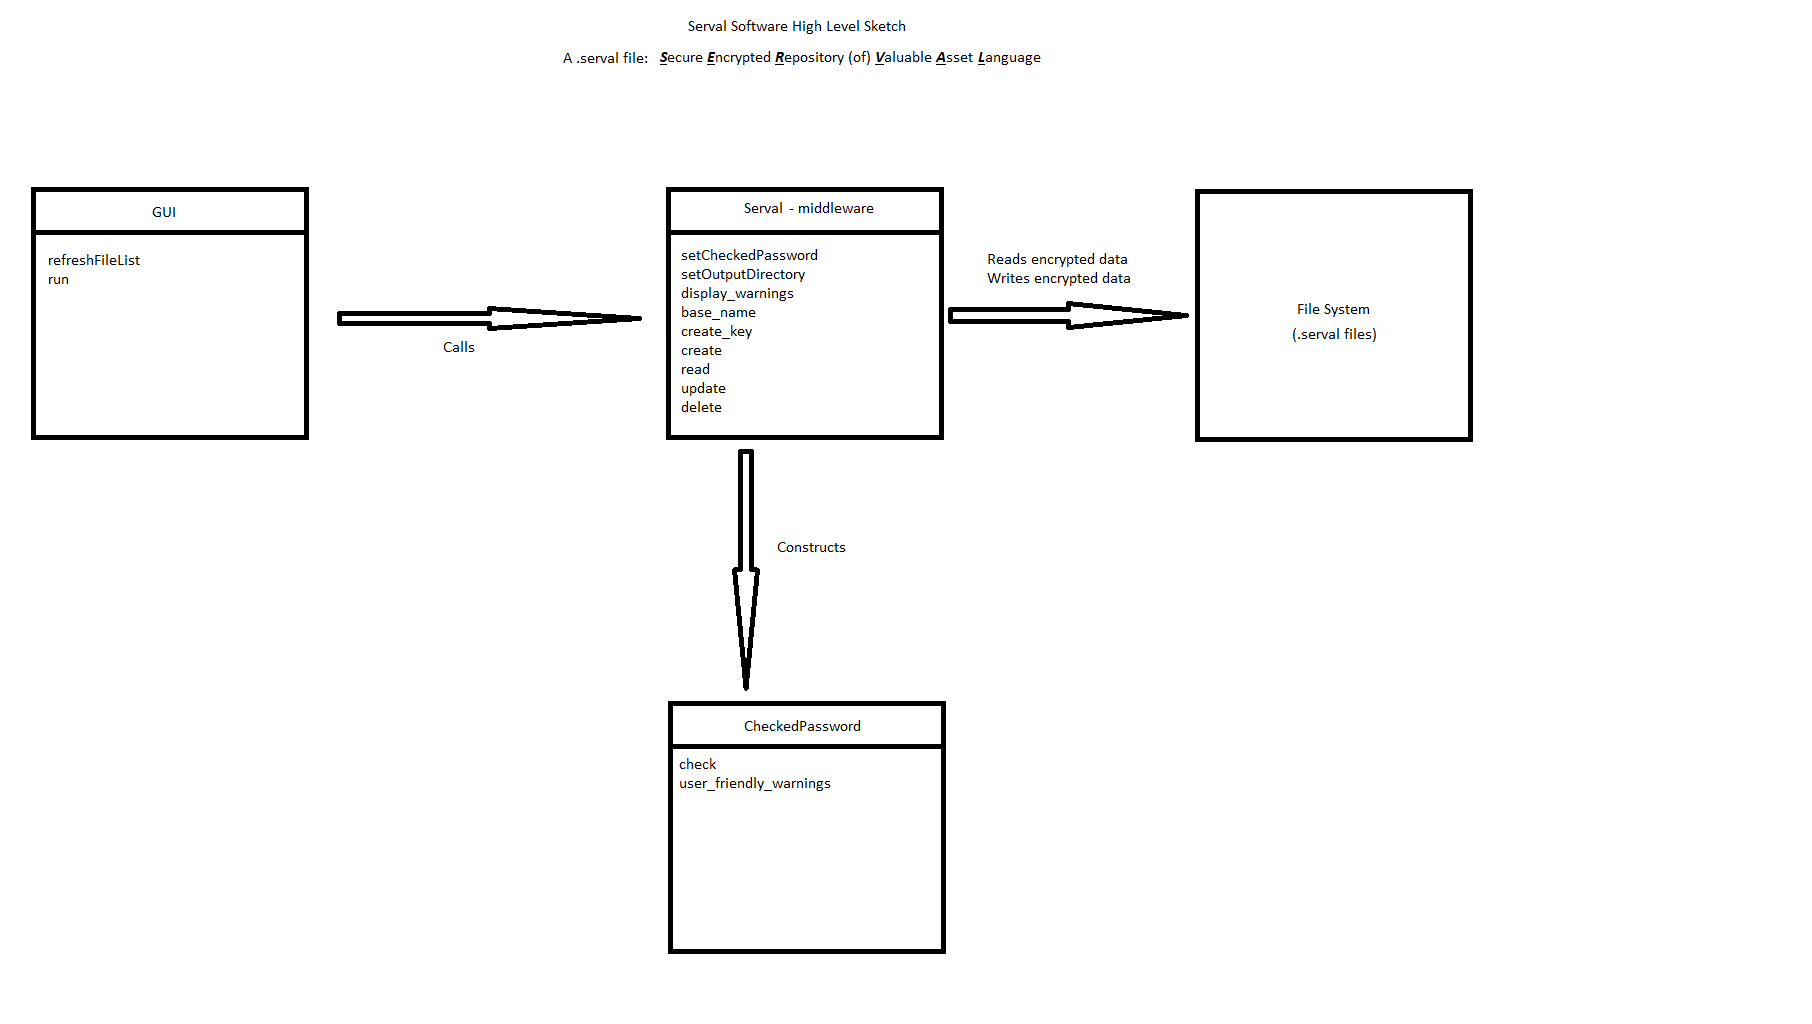 Serval Software High Level Sketch
A .serval file: Secure Encrypted Repository (of) Valuable Asset Language
GUI
refreshFileList
run
Calls
Serval - middleware
setCheckedPassword
setOutputDirectory
display_warnings
base_name
create_key
create
read
update
delete
Reads encrypted data
Writes encrypted data
File System
(.serval files)
Constructs
CheckedPassword
check
user_friendly_warnings